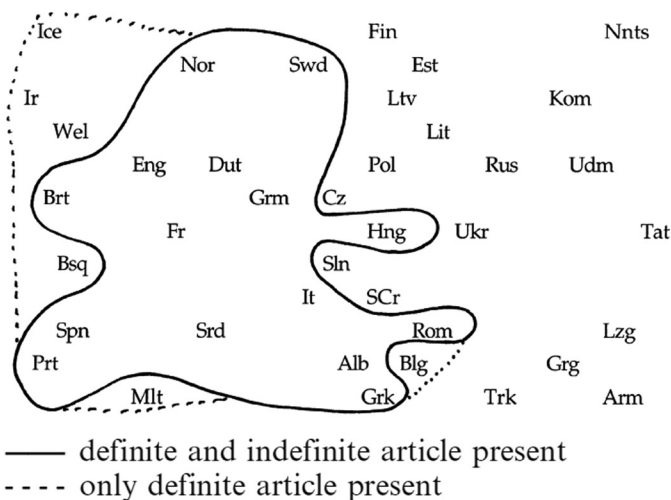 Ice Fin Nnts
Nor Swd Est
Ir Ltv Kom
Wel Lit
Eng Dut Pol Rus Udm
Brt Grm Cz
Fr Hng Ukr Tat
Bsq Sln
It SCr
Spn Srd Rom Lzg
Prt Alb Blg Grg
Mlt Grk Trk Arm
definite and indefinite article present
only definite article present